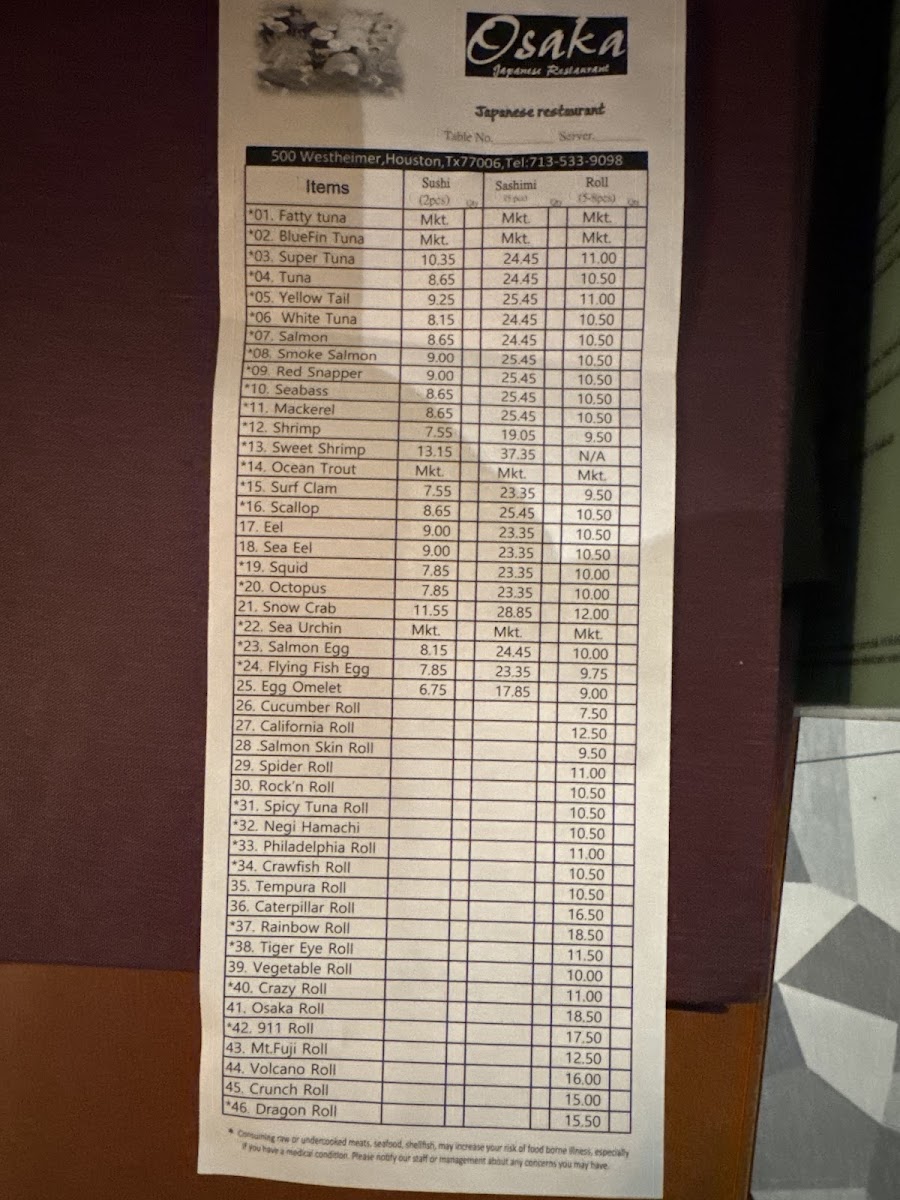 Osaka
Japanese Restaurant
Japanese restaurant
Table No. Server.
500 Westheimer,Houston,Tx77006,Tel:713-533-9098
Items Sushi (2pcs) Qty Sashimi (5 pcs) Qty Roll (5-8pcs) Qty
*01. Fatty tuna Mkt. Mkt. Mkt.
*02. BlueFin Tuna Mkt. Mkt. Mkt.
*03. Super Tuna 10.35 24.45 11.00
*04. Tuna 8.65 24.45 10.50
*05. Yellow Tail 9.25 25.45 11.00
*06 White Tuna 8.15 24.45 10.50
*07. Salmon 8.65 24.45 10.50
*08. Smoke Salmon 9.00 25.45 10.50
*09. Red Snapper 9.00 25.45 10.50
*10. Seabass 8.65 25.45 10.50
*11. Mackerel 8.65 25.45 10.50
*12. Shrimp 7.55 19.05 9.50
*13. Sweet Shrimp 13.15 37.35 N/A
*14. Ocean Trout Mkt. Mkt. Mkt.
*15. Surf Clam 7.55 23.35 9.50
*16. Scallop 8.65 25.45 10.50
17. Eel 9.00 23.35 10.50
18. Sea Eel 9.00 23.35 10.50
*19. Squid 7.85 23.35 10.00
*20. Octopus 7.85 23.35 10.00
21. Snow Crab 11.55 28.85 12.00
*22. Sea Urchin Mkt. Mkt. Mkt.
*23. Salmon Egg 8.15 24.45 10.00
*24. Flying Fish Egg 7.85 23.35 9.75
25. Egg Omelet 6.75 17.85 9.00
26. Cucumber Roll 7.50
27. California Roll 12.50
28 .Salmon Skin Roll 9.50
29. Spider Roll 11.00
30. Rock'n Roll 10.50
*31. Spicy Tuna Roll 10.50
*32. Negi Hamachi 10.50
*33. Philadelphia Roll 11.00
*34. Crawfish Roll 10.50
35. Tempura Roll 10.50
36. Caterpillar Roll 16.50
*37. Rainbow Roll 18.50
*38. Tiger Eye Roll 11.50
39. Vegetable Roll 10.00
*40. Crazy Roll 11.00
41. Osaka Roll 18.50
*42. 911 Roll 17.50
43. Mt.Fuji Roll 12.50
44. Volcano Roll 16.00
45. Crunch Roll 15.00
*46. Dragon Roll 15.50
* Consuming raw or undercooked meats, seafood, shellfish, may increase your risk of food borne illness, especially
if you have a medical condition. Please notify our staff or management about any concerns you may have.